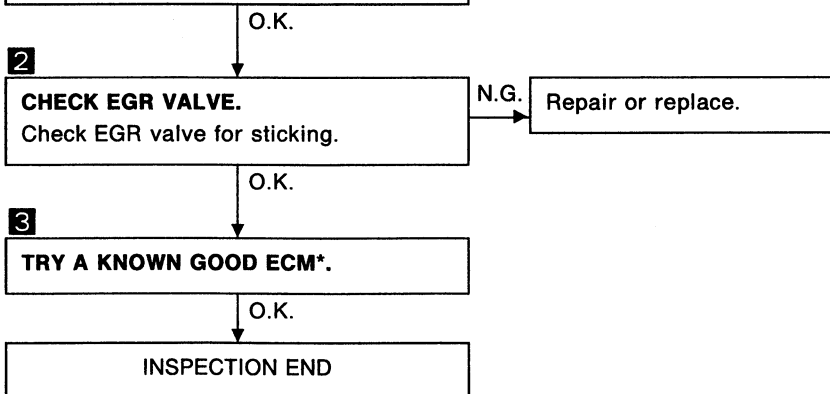 O.K.
2
CHECK EGR VALVE.
Check EGR valve for sticking.
N.G.
Repair or replace.
O.K.
3
TRY A KNOWN GOOD ECM*.
O.K.
INSPECTION END